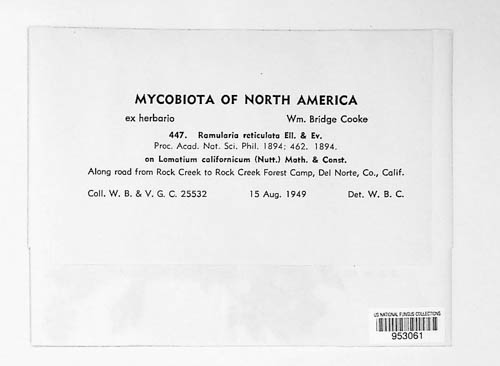 MYCOBIOTA OF NORTH AMERICA
ex herbario Wm. Bridge Cooke
447. Ramularia reticulata Ell. & Ev.
Proc. Acad. Nat. Sci. Phil. 1894; 462. 1894.
on Lomatium californicum (Nutt.) Math. & Const.
Along road from Rock Creek to Rock Creek Forest Camp, Del Norte, Co., Calif.
Coll. W. B. & V. G. C. 25532 15 Aug. 1949 Det. W. B. C.
US NATIONAL FUNGUS COLLECTIONS
953061